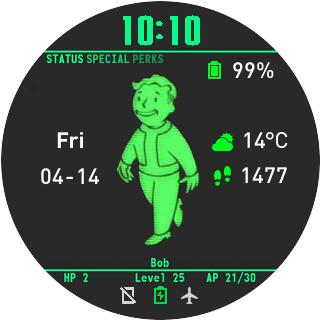 10:10
STATUS SPECIAL PERKS
99%
Fri
14°C
04-14
1477
Bob
HP 2 Level 25 AP 21/30